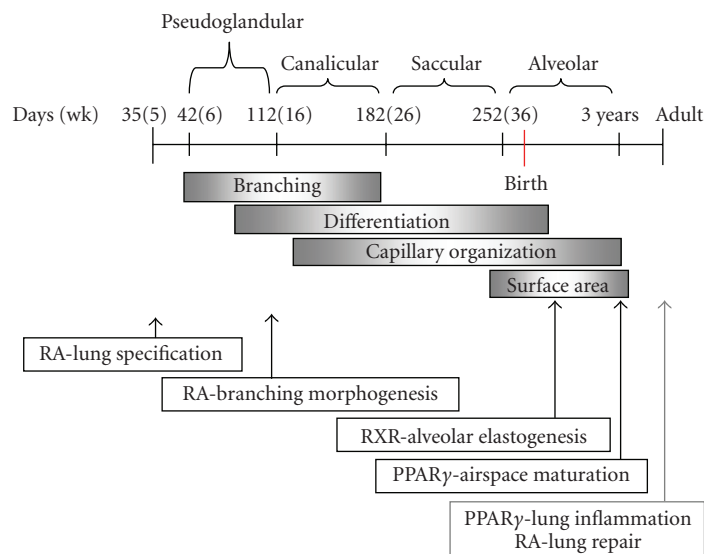 Pseudoglandular
Canalicular Saccular Alveolar
Days (wk) 35(5) 42(6) 112(16) 182(26) 252(36) 3 years Adult
Birth
Branching
Differentiation
Capillary organization
Surface area
RA-lung specification
RA-branching morphogenesis
RXR-alveolar elastogenesis
PPARγ-airspace maturation
PPARγ-lung inflammation
RA-lung repair